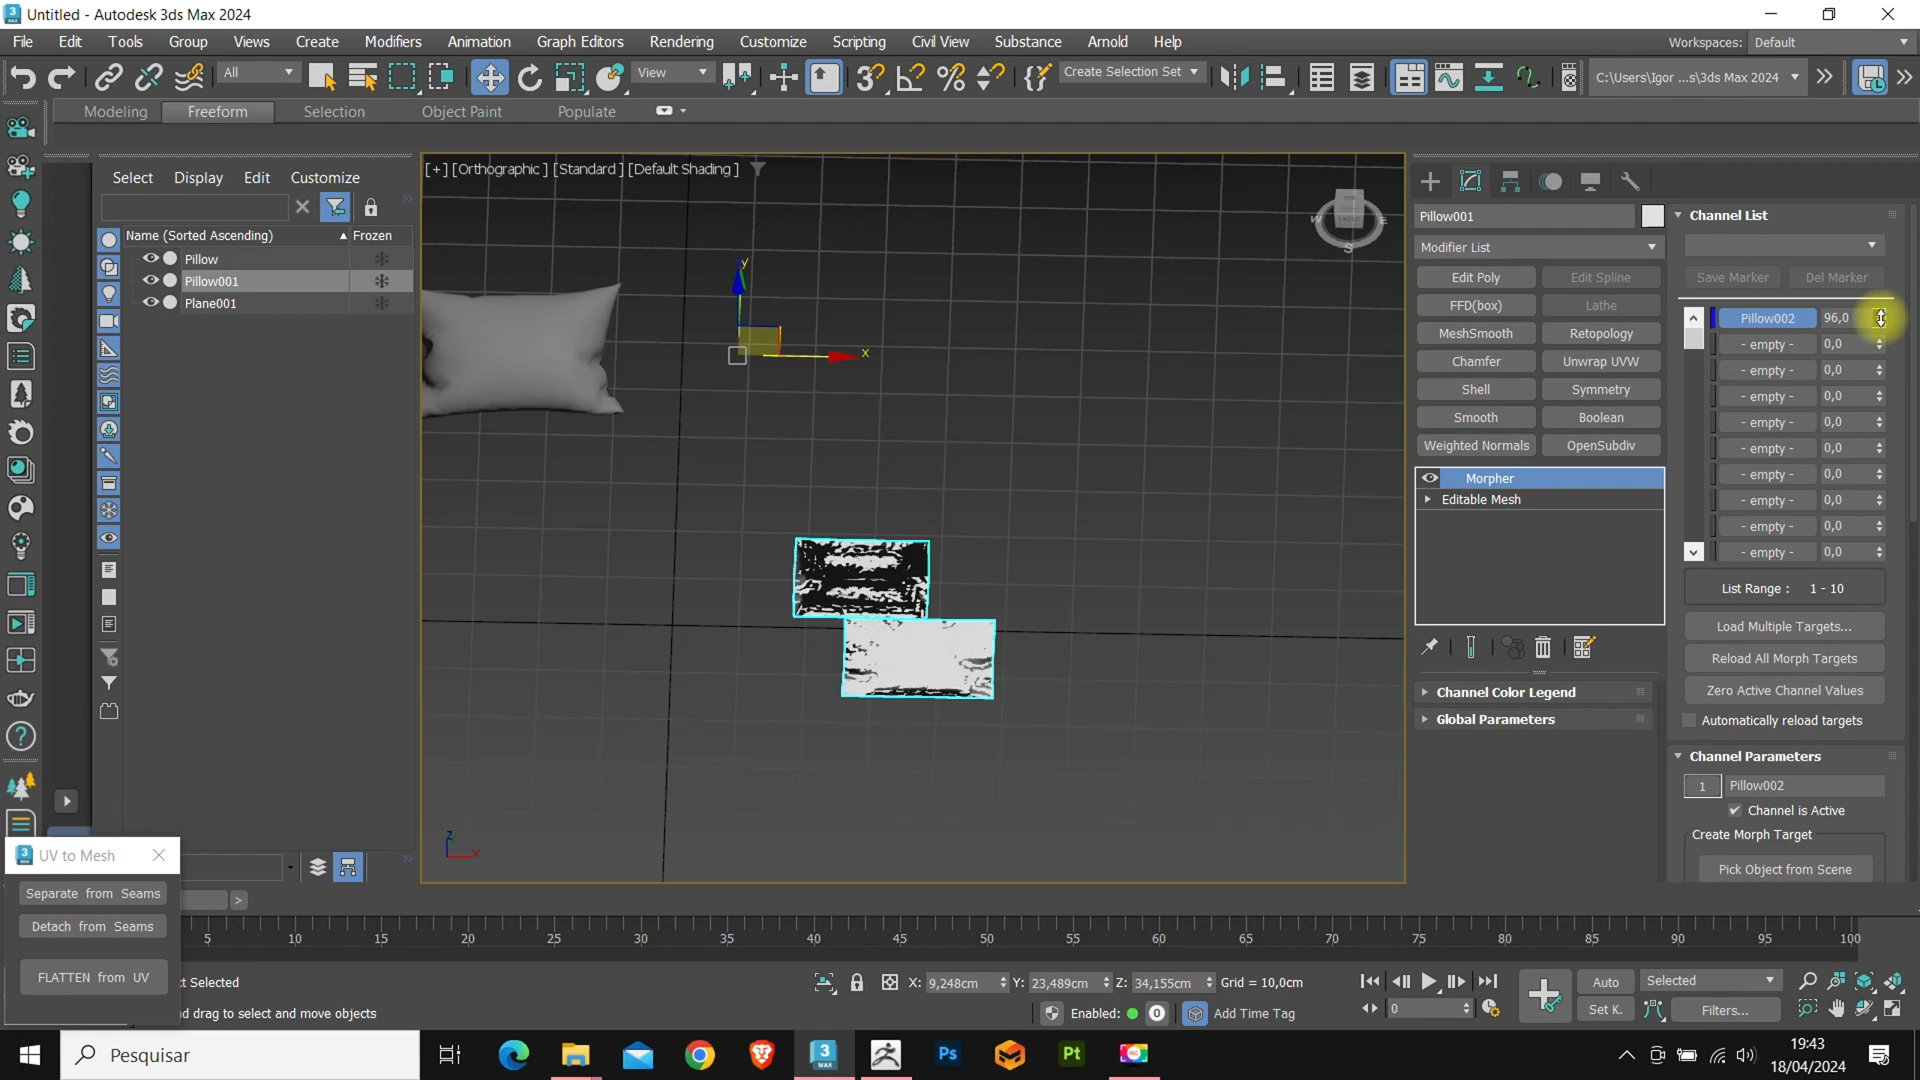 Untitled - Autodesk 3ds Max 2024
File Edit Tools Group Views Create Modifiers Animation Graph Editors Rendering Customize Scripting Civil View Substance Arnold Help Workspaces: Default
All View Create Selection Set C:\Users\Igor ...s\3ds Max 2024
Modeling Freeform Selection Object Paint Populate
Select Display Edit Customize
Name (Sorted Ascending) Frozen
Pillow
Pillow001
Plane001
[+] [Orthographic ] [Standard ] [Default Shading ]
TOP
FRONT
W E S
y
x
z
x
Pillow001
Modifier List
Edit Poly Edit Spline
FFD(box) Lathe
MeshSmooth Retopology
Chamfer Unwrap UVW
Shell Symmetry
Smooth Boolean
Weighted Normals OpenSubdiv
Morpher
Editable Mesh
Channel Color Legend
Global Parameters
Channel List
Save Marker Del Marker
Pillow002 96,0
- empty - 0,0
- empty - 0,0
- empty - 0,0
- empty - 0,0
- empty - 0,0
- empty - 0,0
- empty - 0,0
- empty - 0,0
- empty - 0,0
List Range : 1 - 10
Load Multiple Targets...
Reload All Morph Targets
Zero Active Channel Values
Automatically reload targets
Channel Parameters
1 Pillow002
Channel is Active
Create Morph Target
Pick Object from Scene
UV to Mesh
Separate from Seams
Detach from Seams
FLATTEN from UV
5 10 15 20 25 30 35 40 45 50 55 60 65 70 75 80 85 90 95 100
Selected X: 9,248cm Y: 23,489cm Z: 34,155cm Grid = 10,0cm Auto Selected
nd drag to select and move objects Enabled: 0 Add Time Tag 0 Set K. Filters...
Pesquisar
3 MAX Ps Pt
19:43
18/04/2024